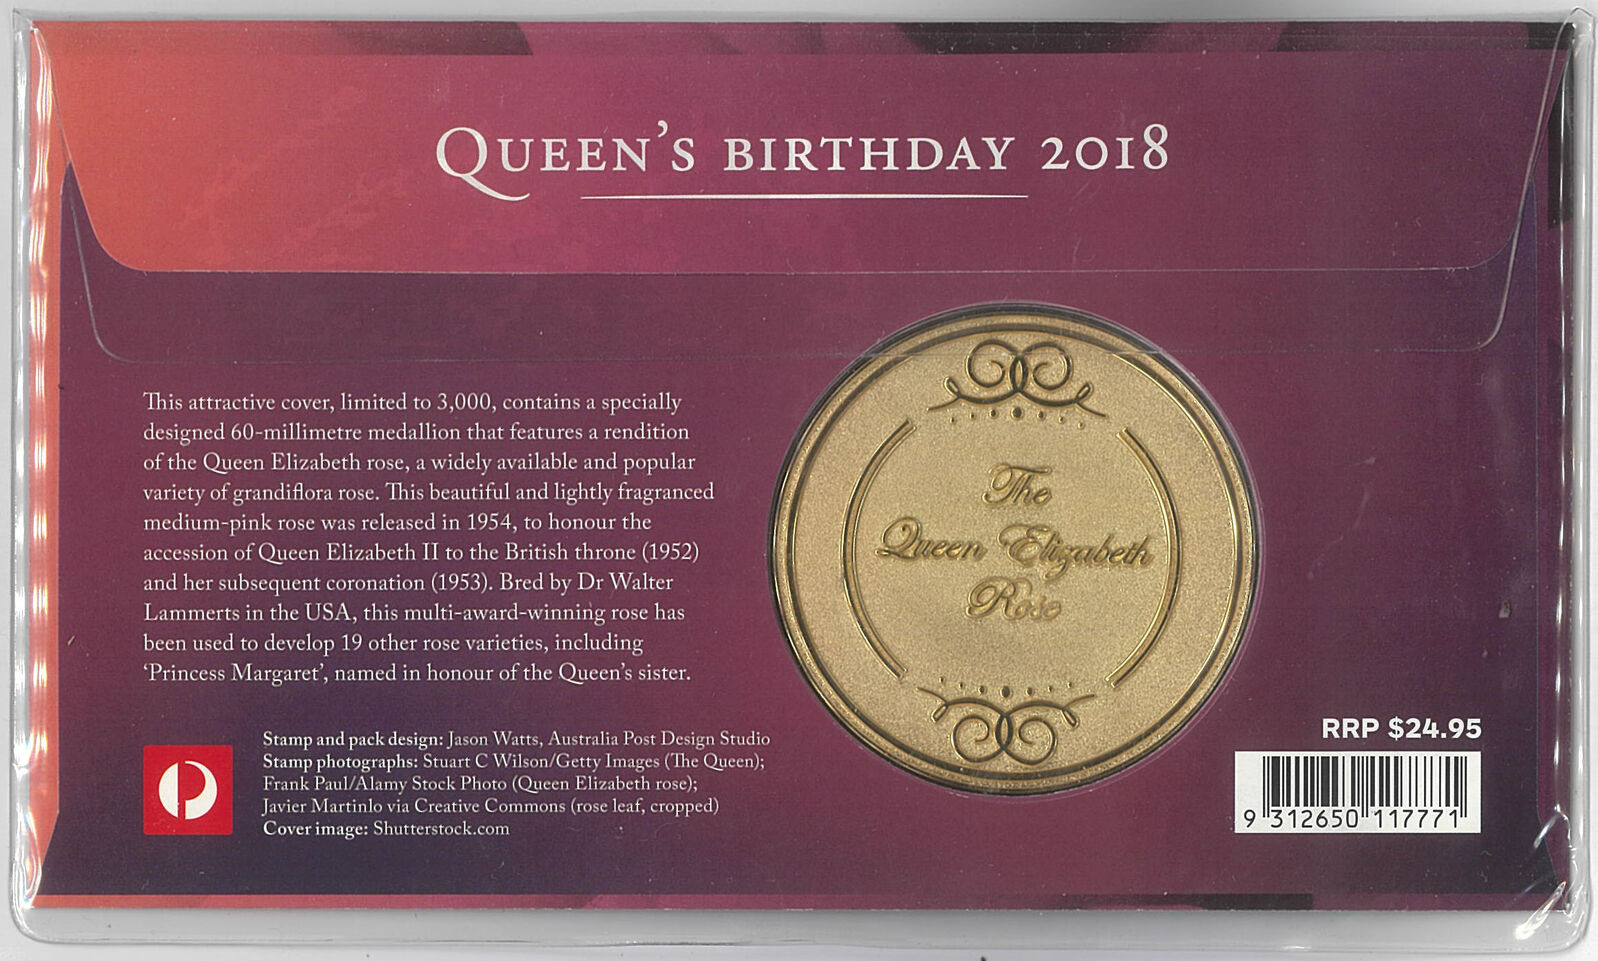 QUEEN'S BIRTHDAY 2018
This attractive cover, limited to 3,000, contains a specially
designed 60-millimetre medallion that features a rendition
of the Queen Elizabeth rose, a widely available and popular
variety of grandiflora rose. This beautiful and lightly fragranced
medium-pink rose was released in 1954, to honour the
accession of Queen Elizabeth II to the British throne (1952)
and her subsequent coronation (1953). Bred by Dr Walter
Lammerts in the USA, this multi-award-winning rose has
been used to develop 19 other rose varieties, including
‘Princess Margaret’, named in honour of the Queen's sister.
The
Queen Elizabeth
Rose
Stamp and pack design: Jason Watts, Australia Post Design Studio
Stamp photographs: Stuart C Wilson/Getty Images (The Queen);
Frank Paul/Alamy Stock Photo (Queen Elizabeth rose);
Javier Martinlo via Creative Commons (rose leaf, cropped)
Cover image: Shutterstock.com
RRP $24.95
9 312650 117771